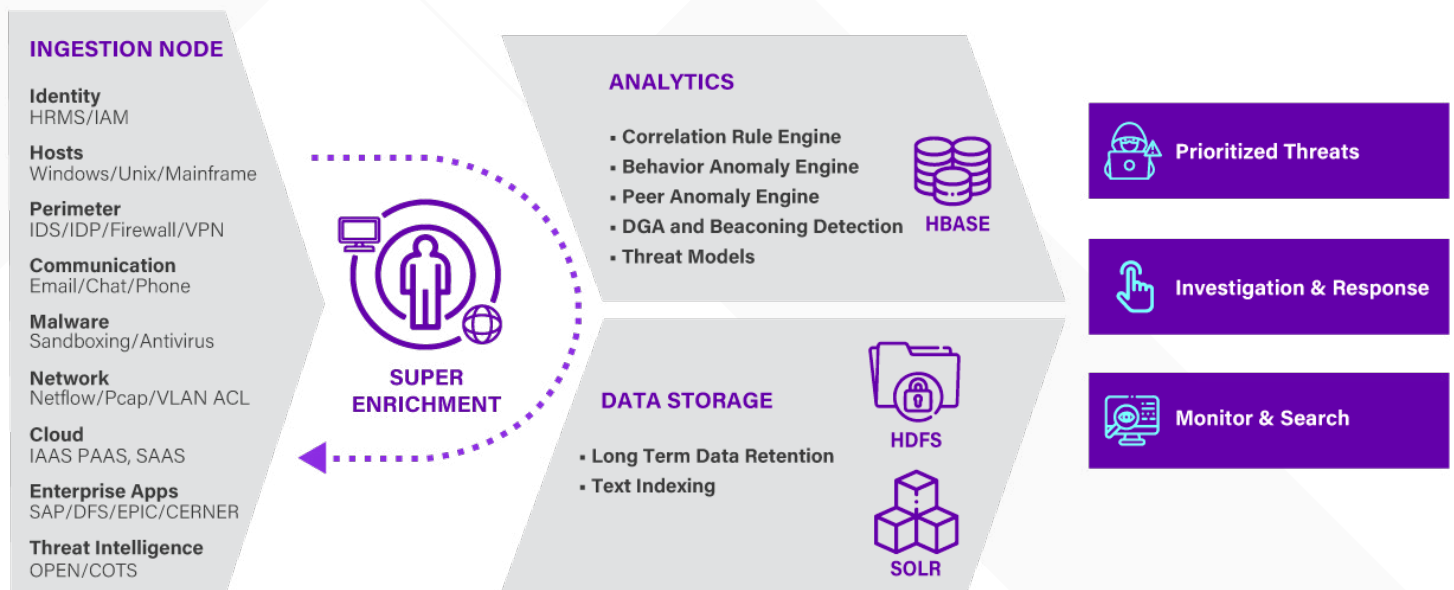 INGESTION NODE
Identity
HRMS/IAM
Hosts
Windows/Unix/Mainframe
Perimeter
IDS/IDP/Firewall/VPN
Communication
Email/Chat/Phone
Malware
Sandboxing/Antivirus
Network
Netflow/Pcap/VLAN ACL
Cloud
IAAS PAAS, SAAS
Enterprise Apps
SAP/DFS/EPIC/CERNER
Threat Intelligence
OPEN/COTS
SUPER
ENRICHMENT
ANALYTICS
▪ Correlation Rule Engine
▪ Behavior Anomaly Engine
▪ Peer Anomaly Engine
▪ DGA and Beaconing Detection
▪ Threat Models
HBASE
DATA STORAGE
▪ Long Term Data Retention
▪ Text Indexing
HDFS
SOLR
Prioritized Threats
Investigation & Response
Monitor & Search